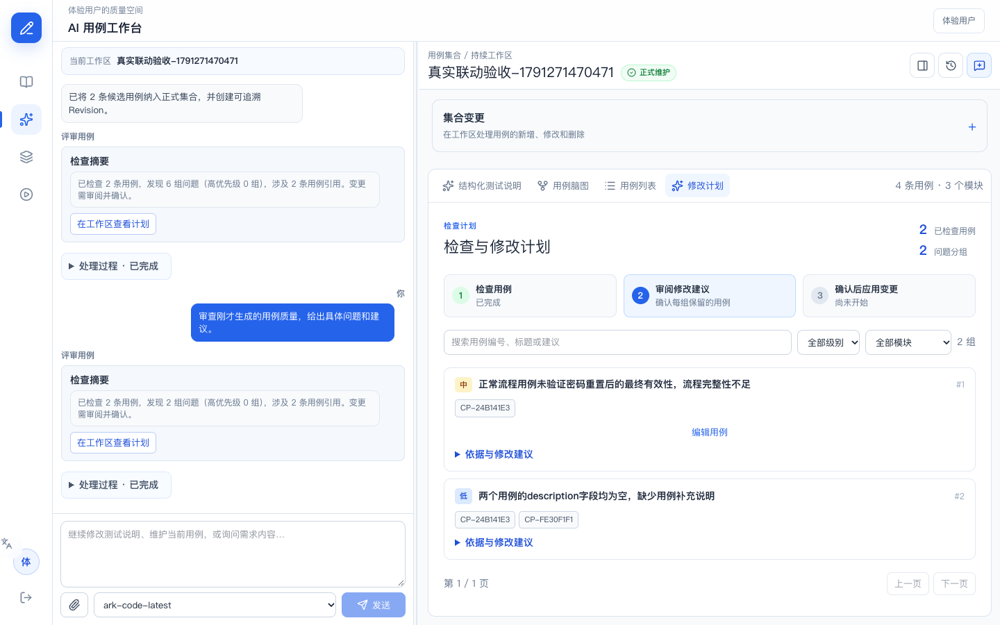 体验用户的质量空间
AI 用例工作台
体验用户
当前工作区 真实联动验收-1791271470471
已将 2 条候选用例纳入正式集合，并创建可追溯
Revision。
评审用例
检查摘要
已检查 2 条用例，发现 6 组问题（高优先级 0 组），涉及 2 条用例引用。变更
需审阅并确认。
在工作区查看计划
▶ 处理过程 · 已完成
你
审查刚才生成的用例质量，给出具体问题和建
议。
评审用例
检查摘要
已检查 2 条用例，发现 2 组问题（高优先级 0 组），涉及 2 条用例引用。变更
需审阅并确认。
在工作区查看计划
▶ 处理过程 · 已完成
继续修改测试说明、维护当前用例，或询问需求内容...
ark-code-latest
发送
体
用例集合 / 持续工作区
真实联动验收-1791271470471 正式维护
集合变更
在工作区处理用例的新增、修改和删除
+
结构化测试说明 用例脑图 用例列表 修改计划 4 条用例 · 3 个模块
检查计划
检查与修改计划
2 已检查用例
2 问题分组
1 检查用例
已完成
2 审阅修改建议
确认每组保留的用例
3 确认后应用变更
尚未开始
搜索用例编号、标题或建议 全部级别 全部模块 2 组
中 正常流程用例未验证密码重置后的最终有效性，流程完整性不足 #1
CP-24B141E3
编辑用例
▶ 依据与修改建议
低 两个用例的description字段均为空，缺少用例补充说明 #2
CP-24B141E3 CP-FE30F1F1
▶ 依据与修改建议
第 1 / 1 页 上一页 下一页